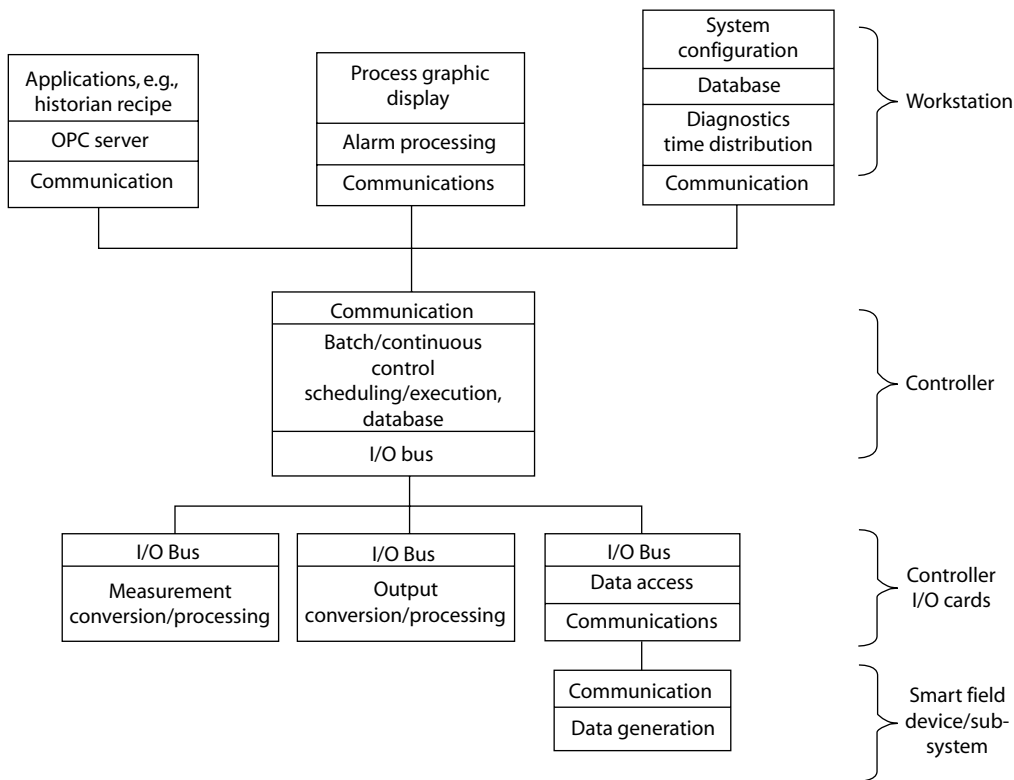 Applications, e.g.,
historian recipe
OPC server
Communication
Process graphic
display
Alarm processing
Communications
System
configuration
Database
Diagnostics
time distribution
Communication
Workstation
Communication
Batch/continuous
control
scheduling/execution,
database
I/O bus
Controller
I/O Bus
Measurement
conversion/processing
I/O Bus
Output
conversion/processing
I/O Bus
Data access
Communications
Controller
I/O cards
Communication
Data generation
Smart field
device/sub-
system